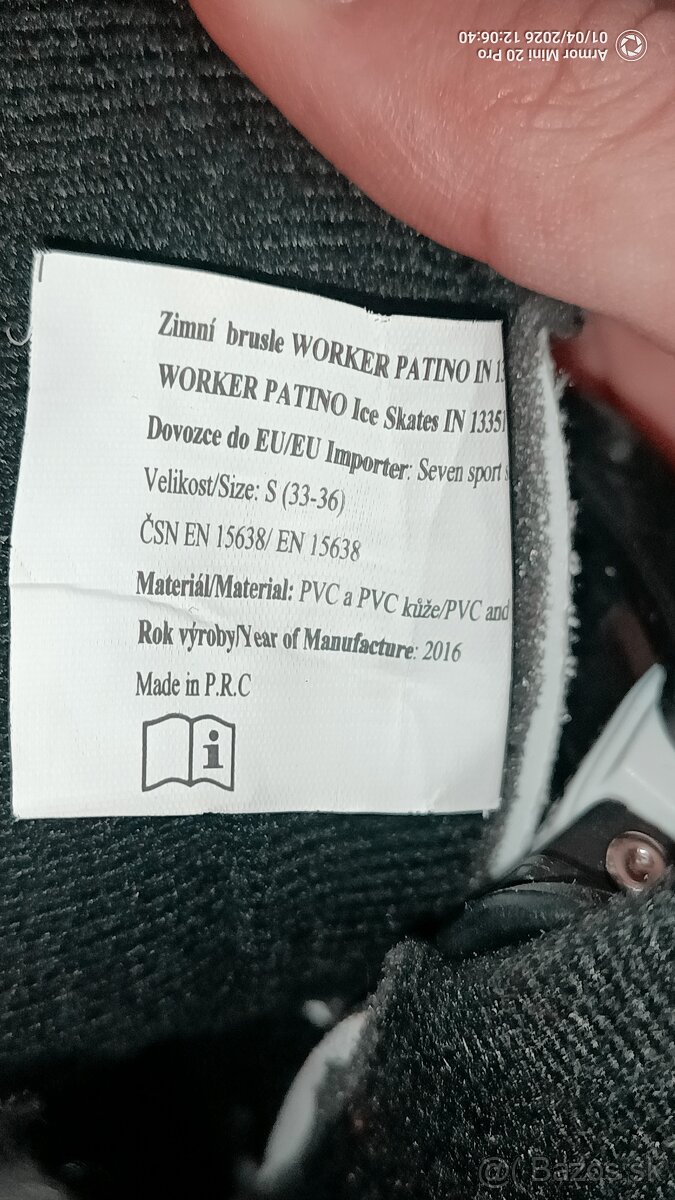 Armor Mini 20 Pro
01/04/2026 12:06:40
Zimní brusle WORKER PATINO IN
WORKER PATINO Ice Skates IN 1335
Dovozce do EU/EU Importer: Seven sport
Velikost/Size: S (33-36)
ČSN EN 15638/ EN 15638
Materiál/Material: PVC a PVC kůže/PVC and
Rok výroby/Year of Manufacture: 2016
Made in P.R.C
i
Bazos.sk